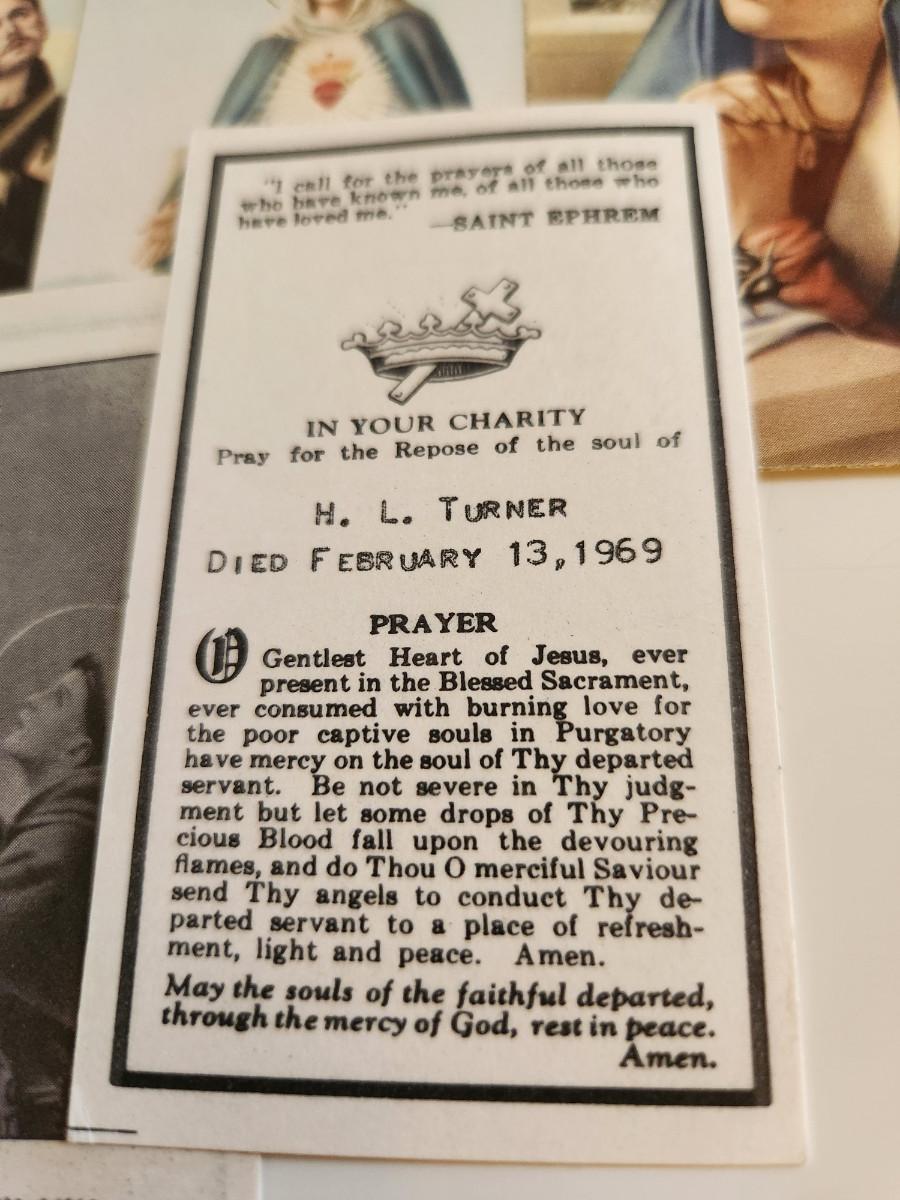 "I call for the prayers of all those
who have known me, of all those who
have loved me."
—SAINT EPHREM
IN YOUR CHARITY
Pray for the Repose of the soul of
H. L. TURNER
DIED FEBRUARY 13,1969
PRAYER
O Gentlest Heart of Jesus, ever
present in the Blessed Sacrament,
ever consumed with burning love for
the poor captive souls in Purgatory
have mercy on the soul of Thy departed
servant. Be not severe in Thy judg-
ment but let some drops of Thy Pre-
cious Blood fall upon the devouring
flames, and do Thou O merciful Saviour
send Thy angels to conduct Thy de-
parted servant to a place of refresh-
ment, light and peace. Amen.
May the souls of the faithful departed,
through the mercy of God, rest in peace.
Amen.